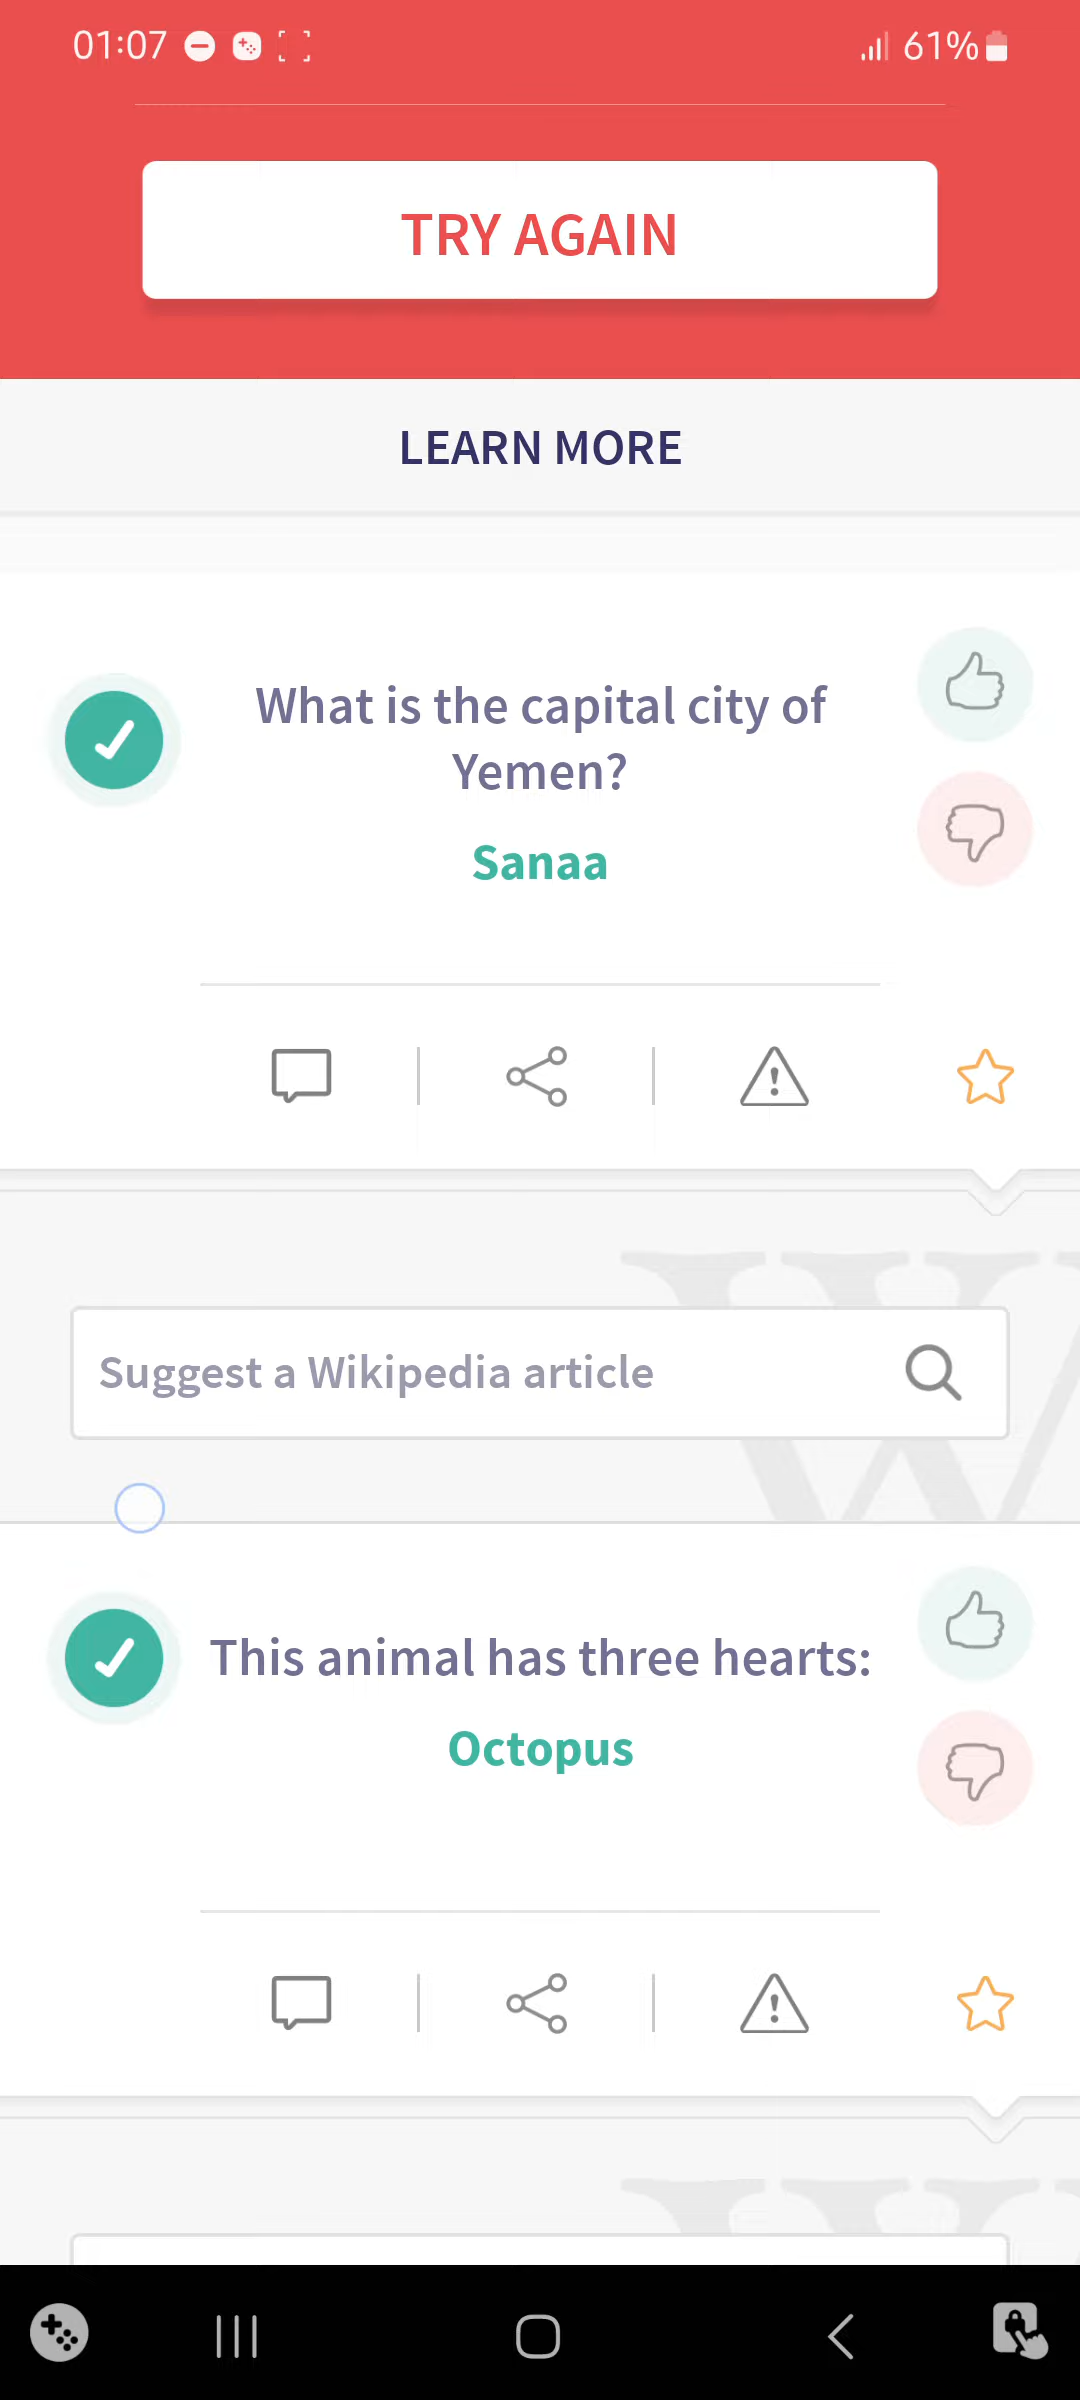 01:07
61%
TRY AGAIN
LEARN MORE
What is the capital city of
Yemen?
Sanaa
Suggest a Wikipedia article
This animal has three hearts:
Octopus